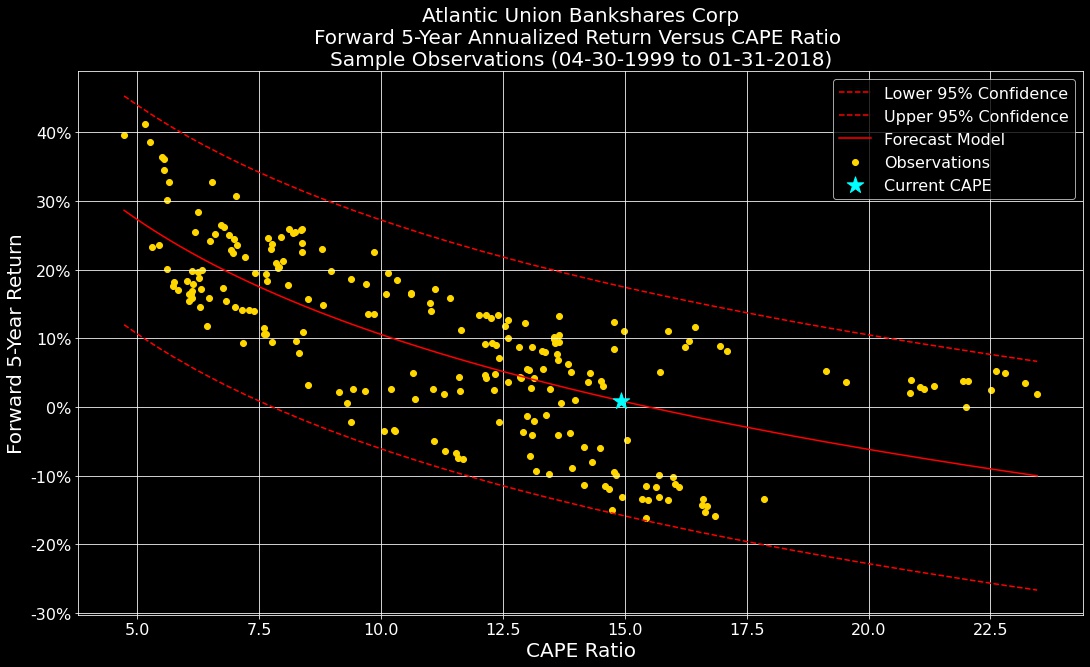 Atlantic Union Bankshares Corp
Forward 5-Year Annualized Return Versus CAPE Ratio
Sample Observations (04-30-1999 to 01-31-2018)
Lower 95% Confidence
Upper 95% Confidence
Forecast Model
Observations
Current CAPE
Forward 5-Year Return
40%
30%
20%
10%
0%
-10%
-20%
-30%
5.0 7.5 10.0 12.5 15.0 17.5 20.0 22.5
CAPE Ratio